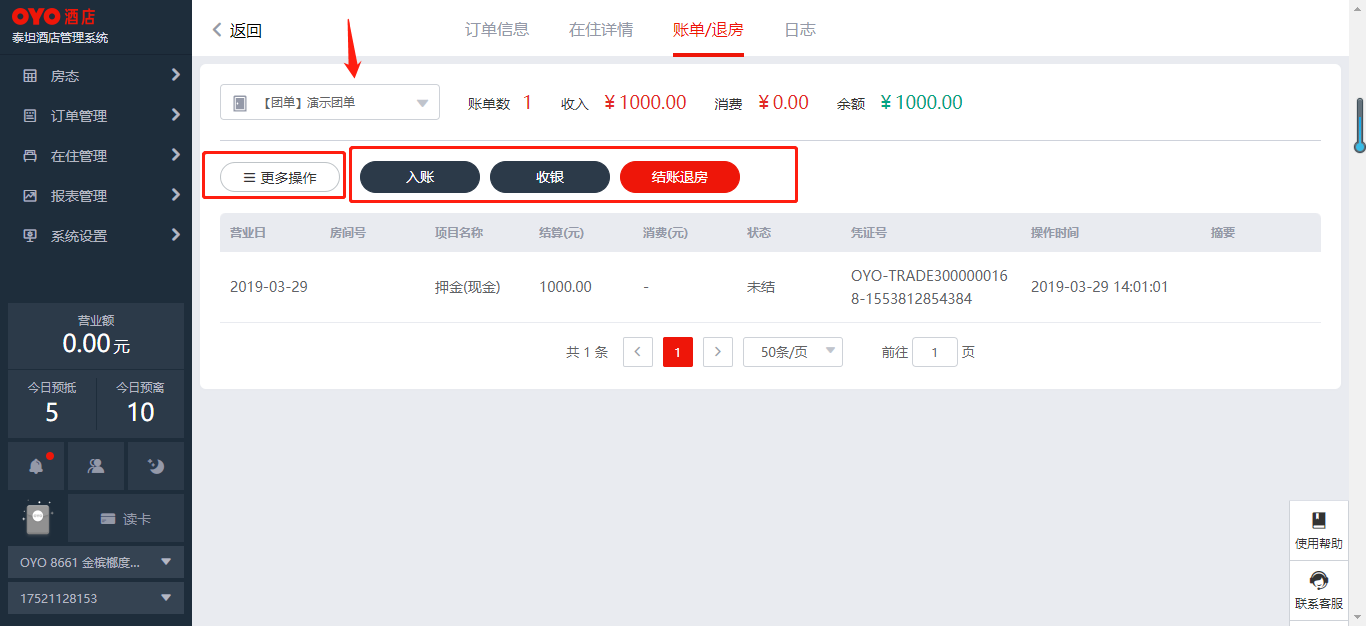 OYO 酒店
泰坦酒店管理系统
房态
订单管理
在住管理
报表管理
系统设置
营业额
0.00 元
今日预抵
今日预离
5
10
读卡
OYO 8661 金槟榔度...
17521128153
返回
订单信息
在住详情
账单/退房
日志
【团单】演示团单
账单数 1
收入 ¥1000.00
消费 ¥0.00
余额 ¥1000.00
更多操作
入账
收银
结账退房
营业日 房间号 项目名称 结算(元) 消费(元) 状态 凭证号 操作时间 摘要
2019-03-29 押金(现金) 1000.00 - 未结 OYO-TRADE300000016 2019-03-29 14:01:01
8-1553812854384
共 1 条 1 50条/页 前往 1 页
使用帮助
联系客服